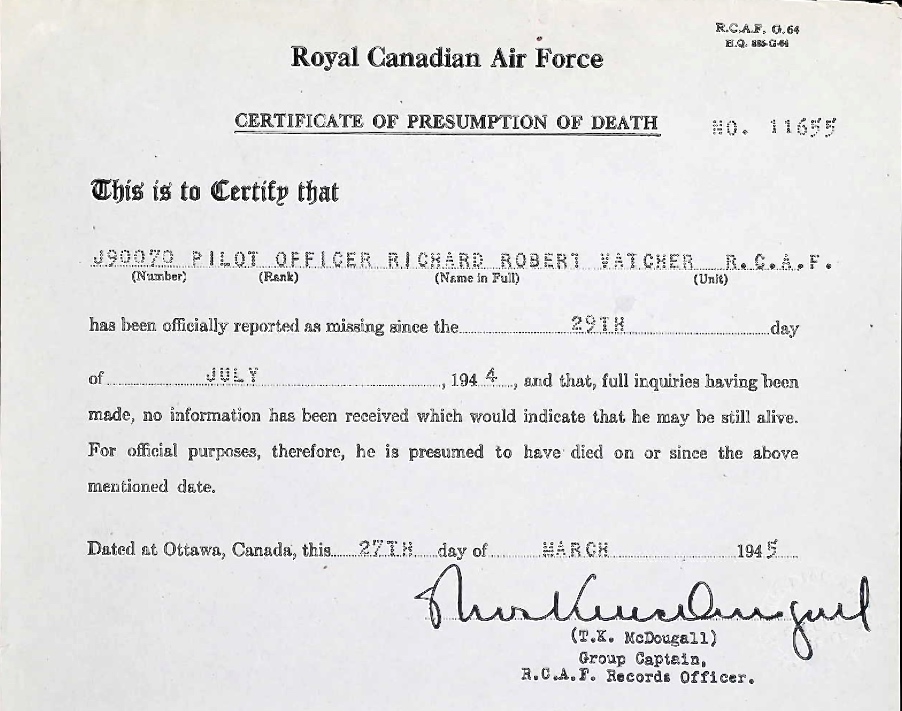 R.C.A.F. G.64
H.Q. 885-G-64
Royal Canadian Air Force
CERTIFICATE OF PRESUMPTION OF DEATH
NO. 11655
This is to Certify that
J90070 PILOT OFFICER RICHARD ROBERT VATCHER R.C.A.F.
(Number) (Rank) (Name in Full) (Unit)
has been officially reported as missing since the 29TH day
of JULY, 1944, and that, full inquiries having been
made, no information has been received which would indicate that he may be still alive.
For official purposes, therefore, he is presumed to have died on or since the above
mentioned date.
Dated at Ottawa, Canada, this 27TH day of MARCH 1945
(T.K. McDougall)
Group Captain,
R.C.A.F. Records Officer.